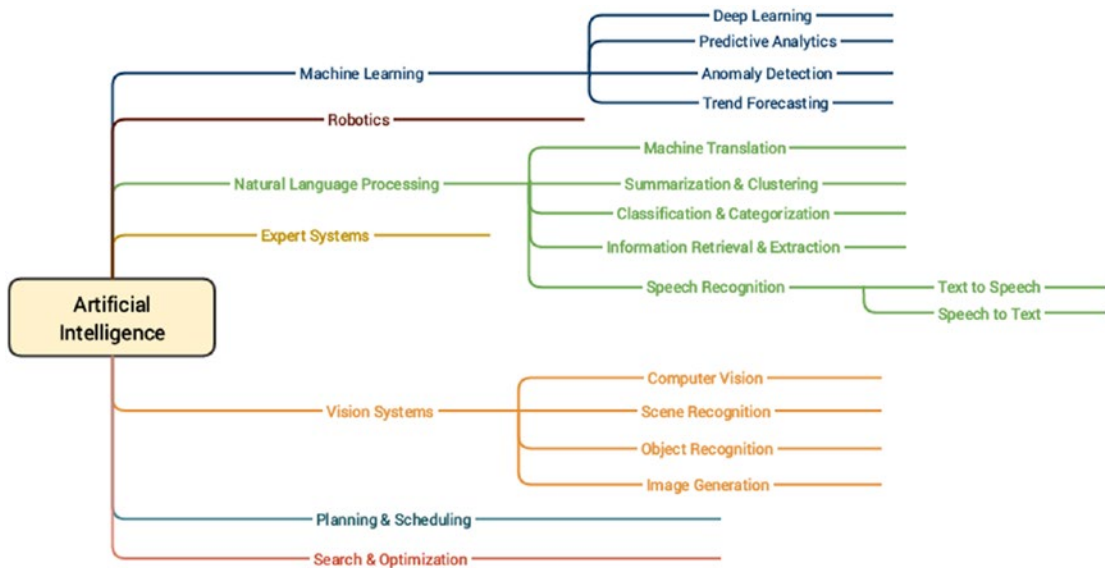 Deep Learning
Predictive Analytics
Machine Learning
Anomaly Detection
Trend Forecasting
Robotics
Machine Translation
Natural Language Processing
Summarization & Clustering
Classification & Categorization
Expert Systems
Information Retrieval & Extraction
Speech Recognition
Text to Speech
Speech to Text
Artificial
Intelligence
Computer Vision
Vision Systems
Scene Recognition
Object Recognition
Image Generation
Planning & Scheduling
Search & Optimization